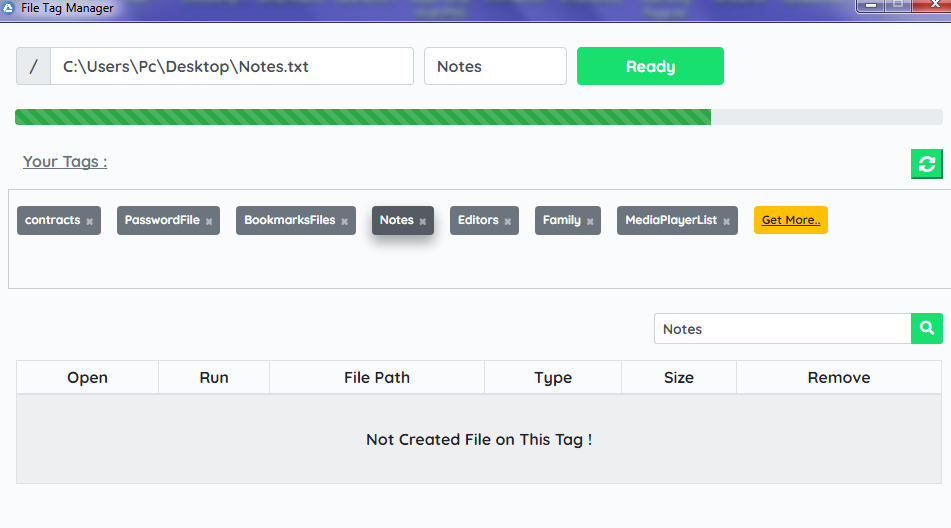 File Tag Manager
/ C:\Users\Pc\Desktop\Notes.txt Notes Ready
Your Tags :
contracts × PasswordFile × BookmarksFiles × Notes × Editors × Family × MediaPlayerList × Get More..
Notes
Open Run File Path Type Size Remove
Not Created File on This Tag !